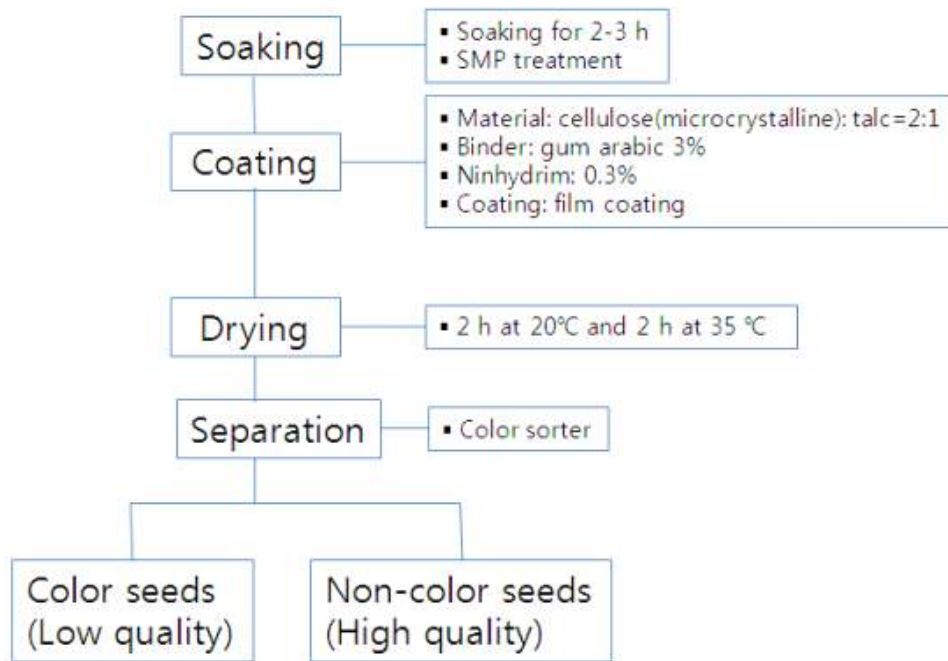 Soaking
▪ Soaking for 2-3 h
▪ SMP treatment
Coating
▪ Material: cellulose(microcrystalline): talc=2:1
▪ Binder: gum arabic 3%
▪ Ninhydrim: 0.3%
▪ Coating: film coating
Drying
▪ 2 h at 20℃ and 2 h at 35 ℃
Separation
▪ Color sorter
Color seeds
(Low quality)
Non-color seeds
(High quality)